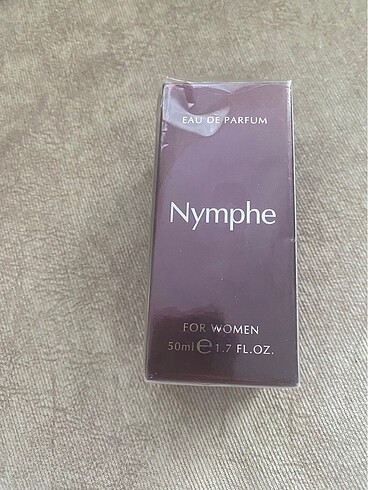 EAU DE PARFUM
Nymphe
FOR WOMEN
50ml ℮ 1.7 FL.OZ.